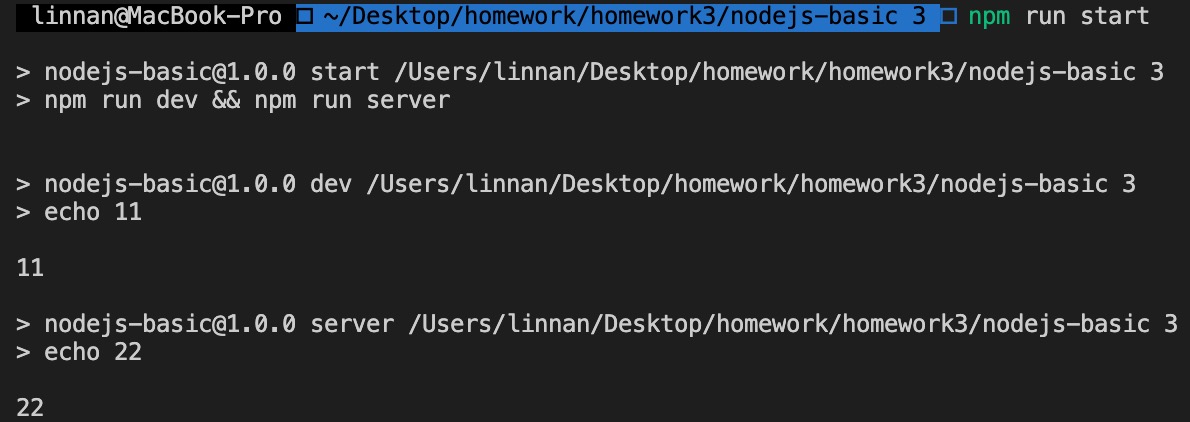 linnan@MacBook-Pro ~/Desktop/homework/homework3/nodejs-basic 3 npm run start
> nodejs-basic@1.0.0 start /Users/linnan/Desktop/homework/homework3/nodejs-basic 3
> npm run dev && npm run server
> nodejs-basic@1.0.0 dev /Users/linnan/Desktop/homework/homework3/nodejs-basic 3
> echo 11
11
> nodejs-basic@1.0.0 server /Users/linnan/Desktop/homework/homework3/nodejs-basic 3
> echo 22
22